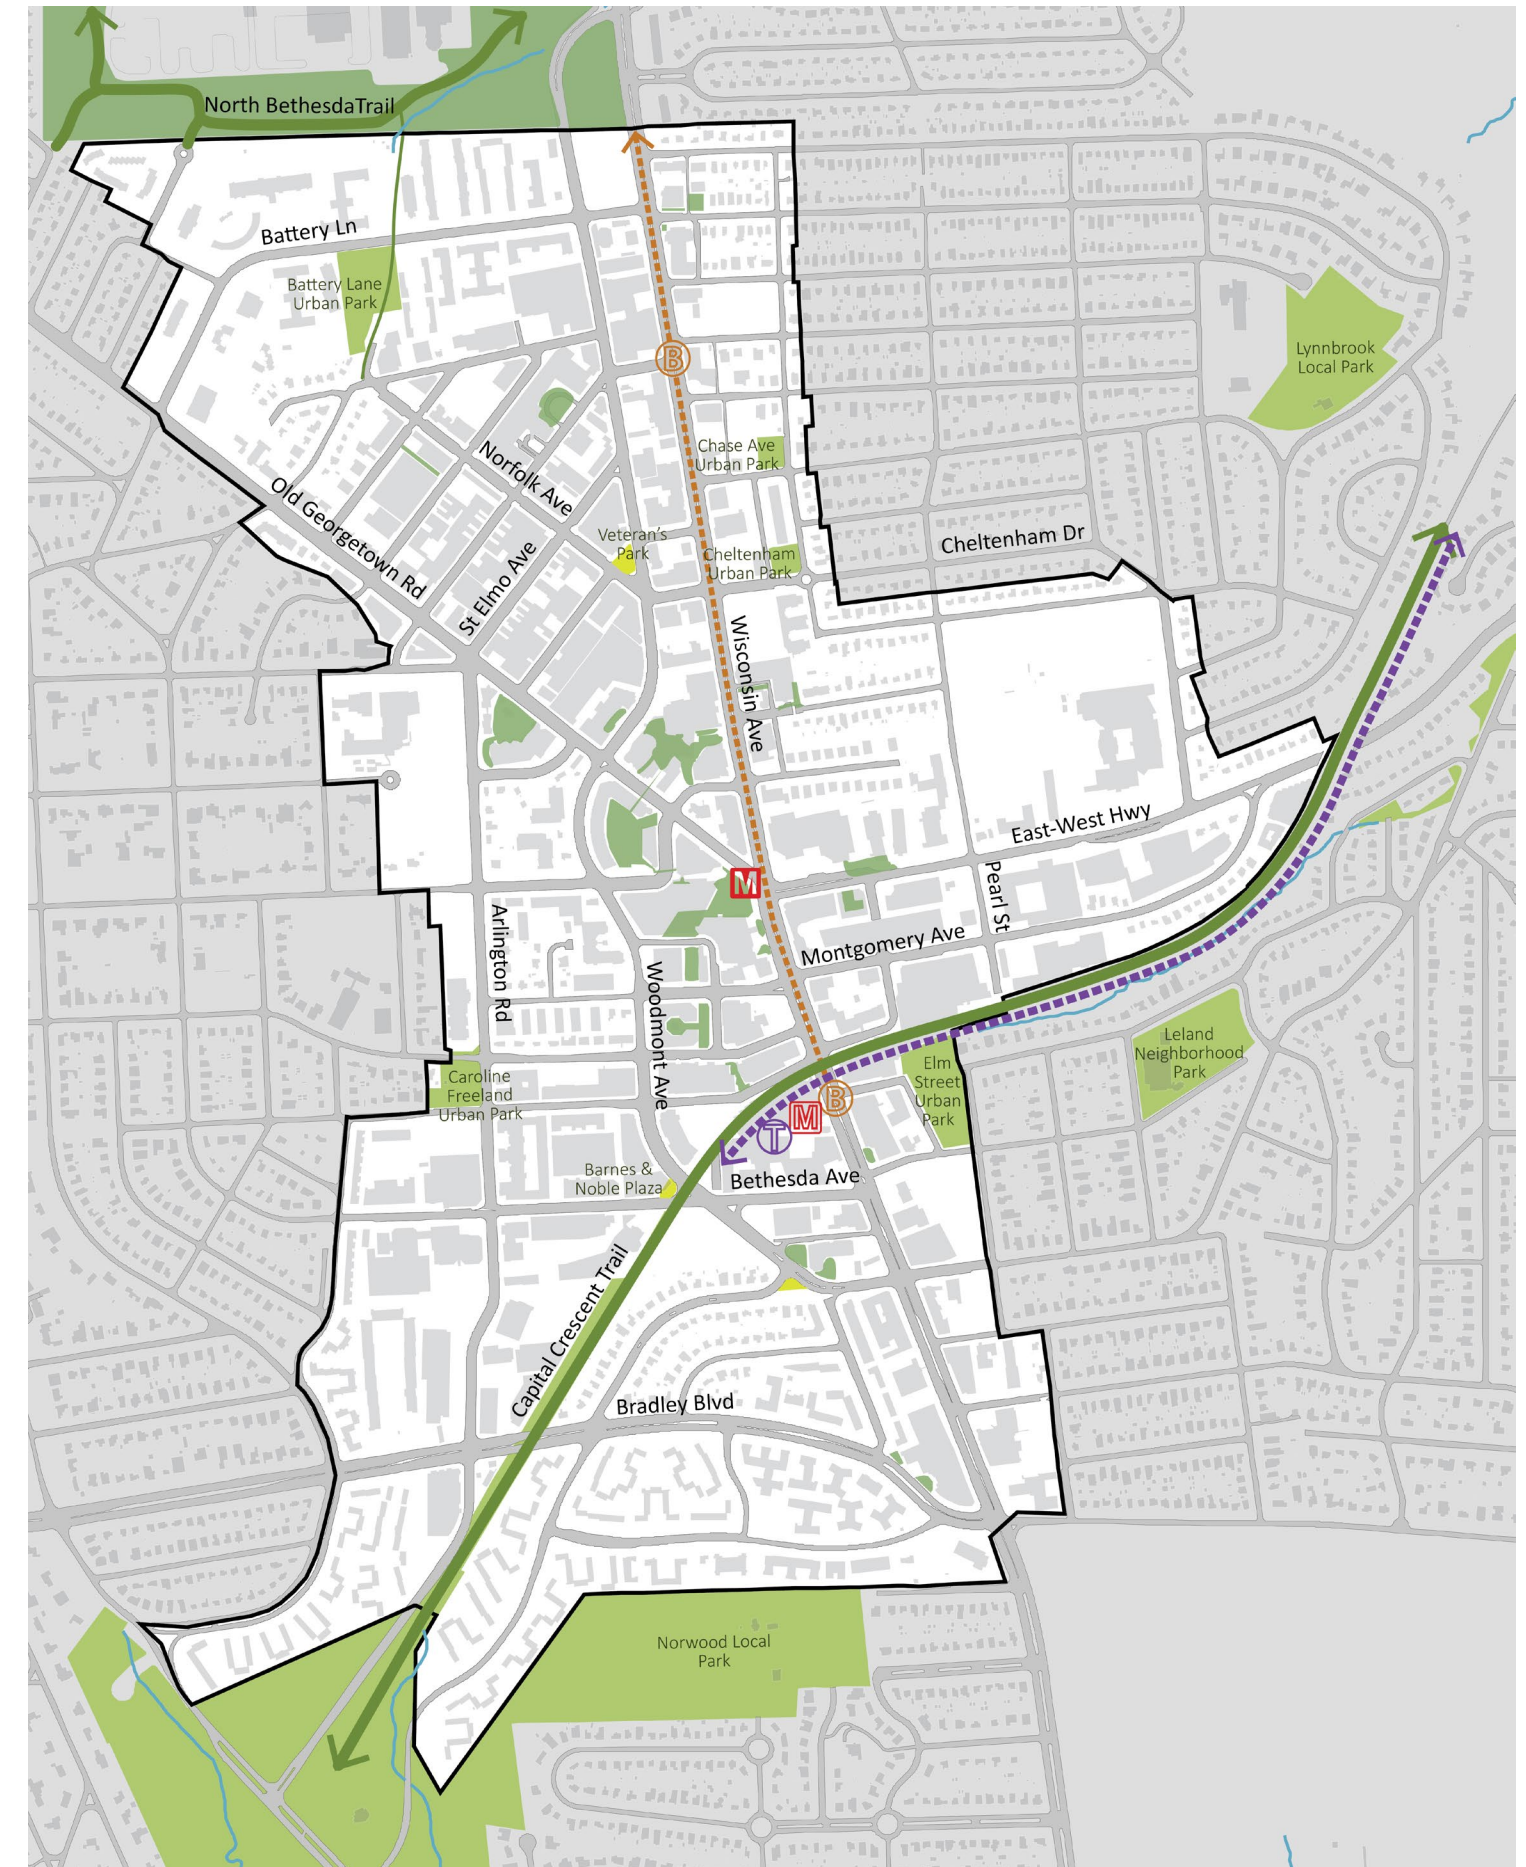 North BethesdaTrail
Battery Ln
Battery Lane
Urban Park
Lynnbrook
Local Park
B
Chase Ave
Urban Park
Norfolk Ave
Old Georgetown Rd
St Elmo Ave
Veteran's
Park
Cheltenham
Urban Park
Cheltenham Dr
Wisconsin Ave
East-West Hwy
Pearl St
M
Arlington Rd
Montgomery Ave
Woodmont Ave
Leland
Neighborhood
Park
Elm
Street
Urban
Park
Caroline
Freeland
Urban Park
B
M
T
Barnes &
Noble Plaza
Bethesda Ave
Capital Crescent Trail
Bradley Blvd
Norwood Local
Park